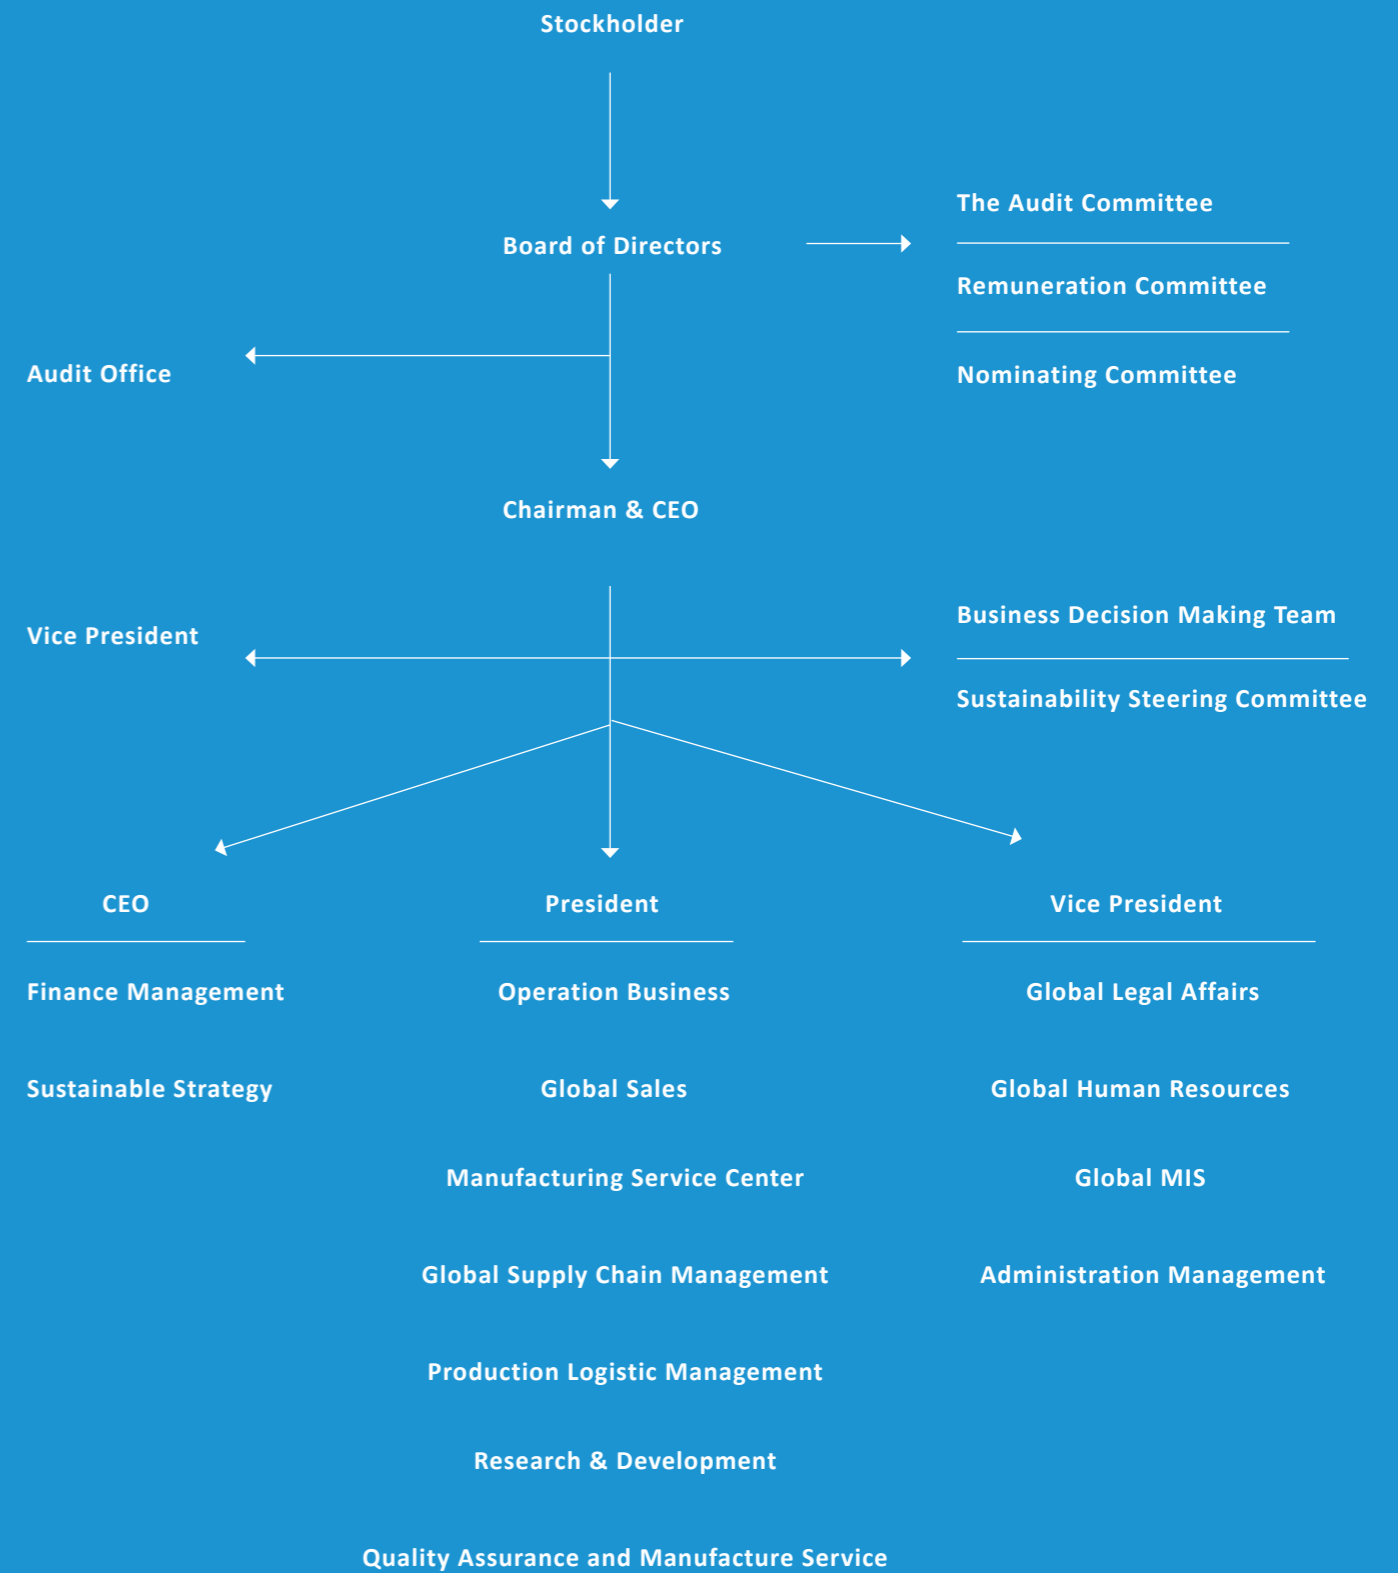 Stockholder
The Audit Committee
Board of Directors
Remuneration Committee
Audit Office
Nominating Committee
Chairman & CEO
Business Decision Making Team
Vice President
Sustainability Steering Committee
CEO
President
Vice President
Finance Management
Operation Business
Global Legal Affairs
Sustainable Strategy
Global Sales
Global Human Resources
Manufacturing Service Center
Global MIS
Global Supply Chain Management
Administration Management
Production Logistic Management
Research & Development
Quality Assurance and Manufacture Service